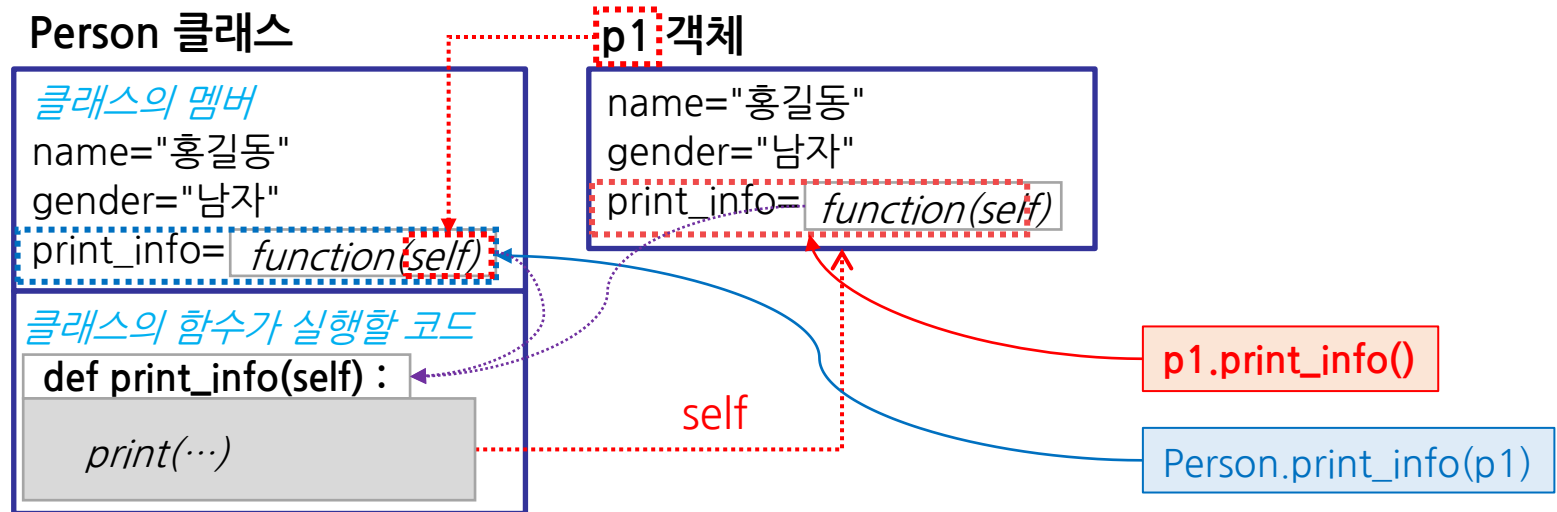 Person 클래스
클래스의 멤버
name="홍길동"
gender="남자"
print_info= function(self)
클래스의 함수가 실행할 코드
def print_info(self) :
print(…)
p1 객체
name="홍길동"
gender="남자"
print_info= function(self)
self
p1.print_info()
Person.print_info(p1)